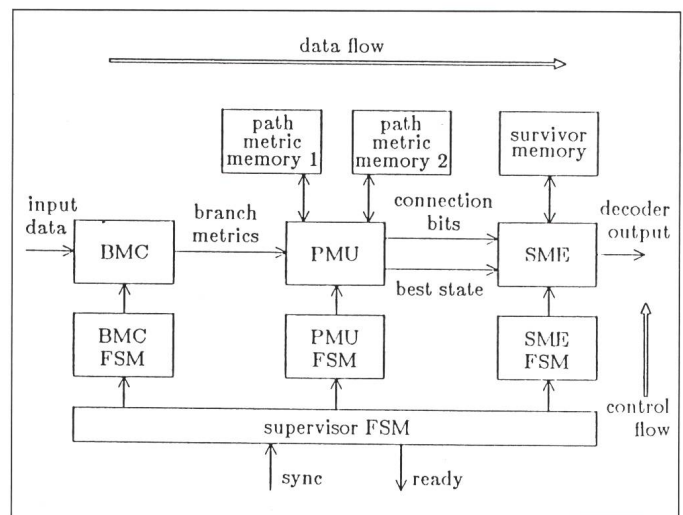 data flow
path
metric
memory 1
path
metric
memory 2
survivor
memory
input
data
BMC
branch
metrics
PMU
connection
bits
best state
SME
decoder
output
BMC
FSM
PMU
FSM
SME
FSM
control
flow
supervisor FSM
sync
ready